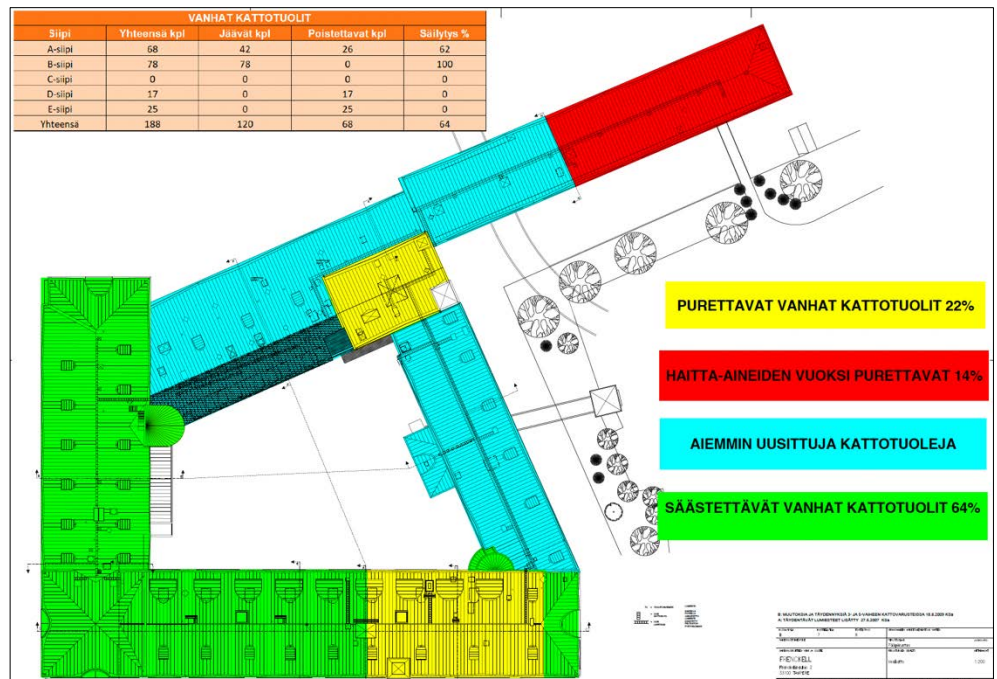 VANHAT KATTOTUOLIT
Siipi Yhteensä kpl Jäävät kpl Poistettavat kpl Säilytys %
A-siipi 68 42 26 62
B-siipi 78 78 0 100
C-siipi 0 0 0 0
D-siipi 17 0 17 0
E-siipi 25 0 25 0
Yhteensä 188 120 68 64
PURETTAVAT VANHAT KATTOTUOLIT 22%
HAITTA-AINEIDEN VUOKSI PURETTAVAT 14%
AIEMMIN UUSITTUJA KATTOTUOLEJA
SÄÄSTETTÄVÄT VANHAT KATTOTUOLIT 64%
FRENCKELL